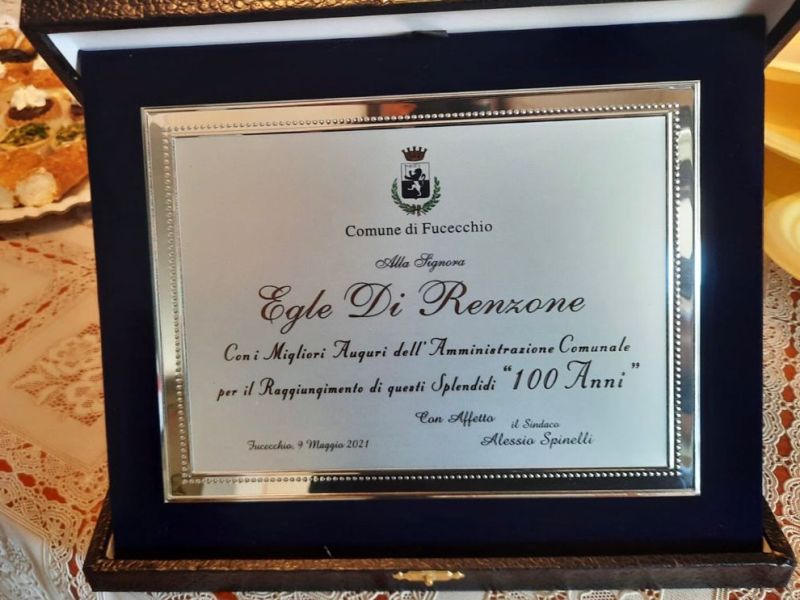 Comune di Fucecchio
Alla Signora
Egle Di Renzone
Con i Migliori Auguri dell'Amministrazione Comunale
per il Raggiungimento di questi Splendidi "100 Anni"
Con Affetto
il Sindaco
Fucecchio, 9 Maggio 2021
Alessio Spinelli